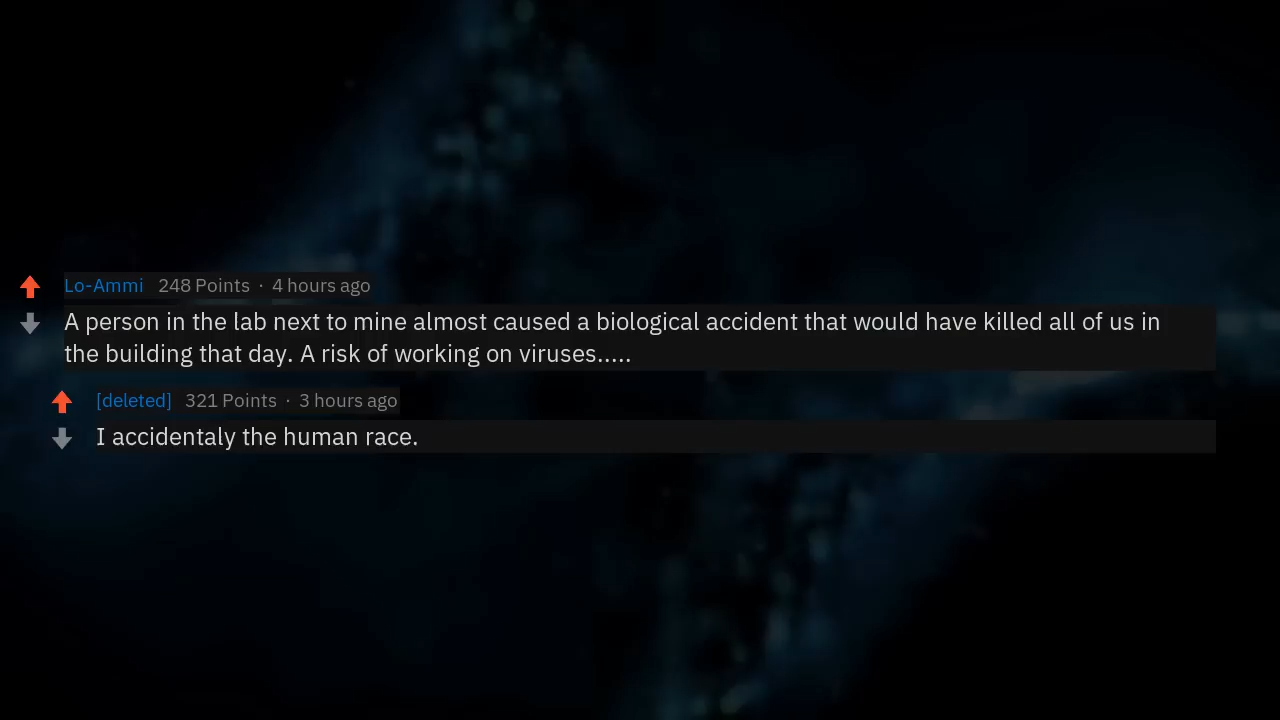 Lo-Ammi 248 Points · 4 hours ago
A person in the lab next to mine almost caused a biological accident that would have killed all of us in
the building that day. A risk of working on viruses.....
[deleted] 321 Points · 3 hours ago
I accidentaly the human race.